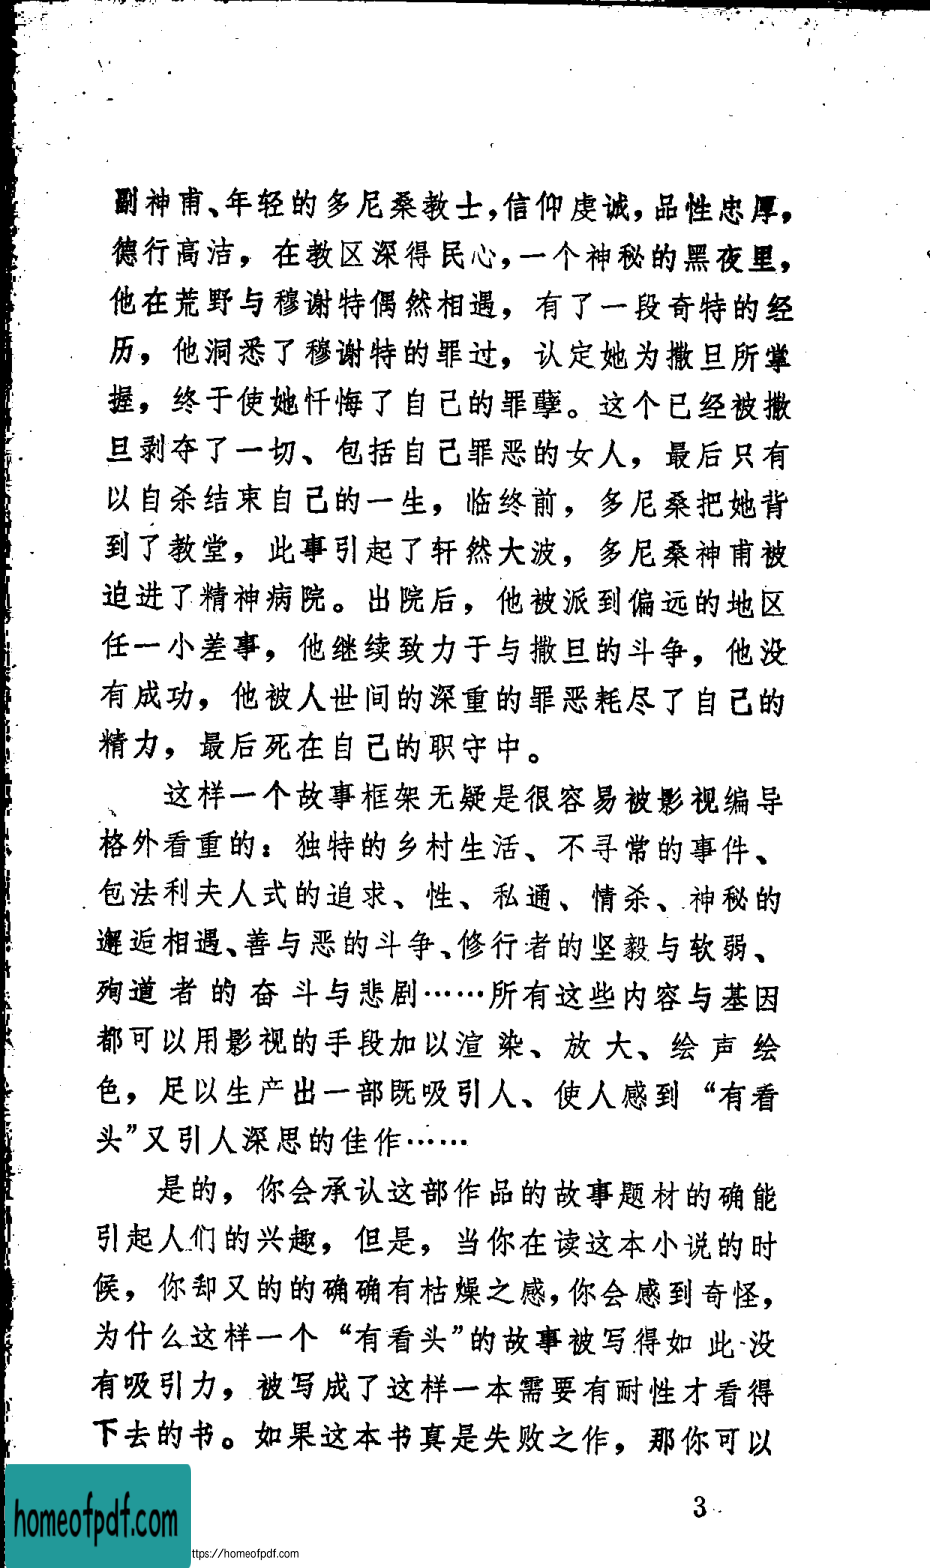 副神甫、年轻的多尼桑教士，信仰虔诚，品性忠厚，
德行高洁，在教区深得民心，一个神秘的黑夜里，
他在荒野与穆谢特偶然相遇，有了一段奇特的经
历，他洞悉了穆谢特的罪过，认定她为撒旦所掌
握，终于使她忏悔了自己的罪孽。这个已经被撒
旦剥夺了一切、包括自己罪恶的女人，最后只有
以自杀结束自己的一生，临终前，多尼桑把她背
到了教堂，此事引起了轩然大波，多尼桑神甫被
迫进了精神病院。出院后，他被派到偏远的地区
任一小差事，他继续致力于与撒旦的斗争，他没
有成功，他被人世间的深重的罪恶耗尽了自己的
精力，最后死在自己的职守中。
这样一个故事框架无疑是很容易被影视编导
格外看重的：独特的乡村生活、不寻常的事件、
包法利夫人式的追求、性、私通、情杀、神秘的
邂逅相遇、善与恶的斗争、修行者的坚毅与软弱、
殉道者的奋斗与悲剧……所有这些内容与基因
都可以用影视的手段加以渲染、放大、绘声绘
色，足以生产出一部既吸引人、使人感到“有看
头”又引人深思的佳作……
是的，你会承认这部作品的故事题材的确能
引起人们的兴趣，但是，当你在读这本小说的时
候，你却又的的确确有枯燥之感，你会感到奇怪，
为什么这样一个“有看头”的故事被写得如此没
有吸引力，被写成了这样一本需要有耐性才看得
下去的书。如果这本书真是失败之作，那你可以
3
homeofpdf.com
ttps://homeofpdf.com